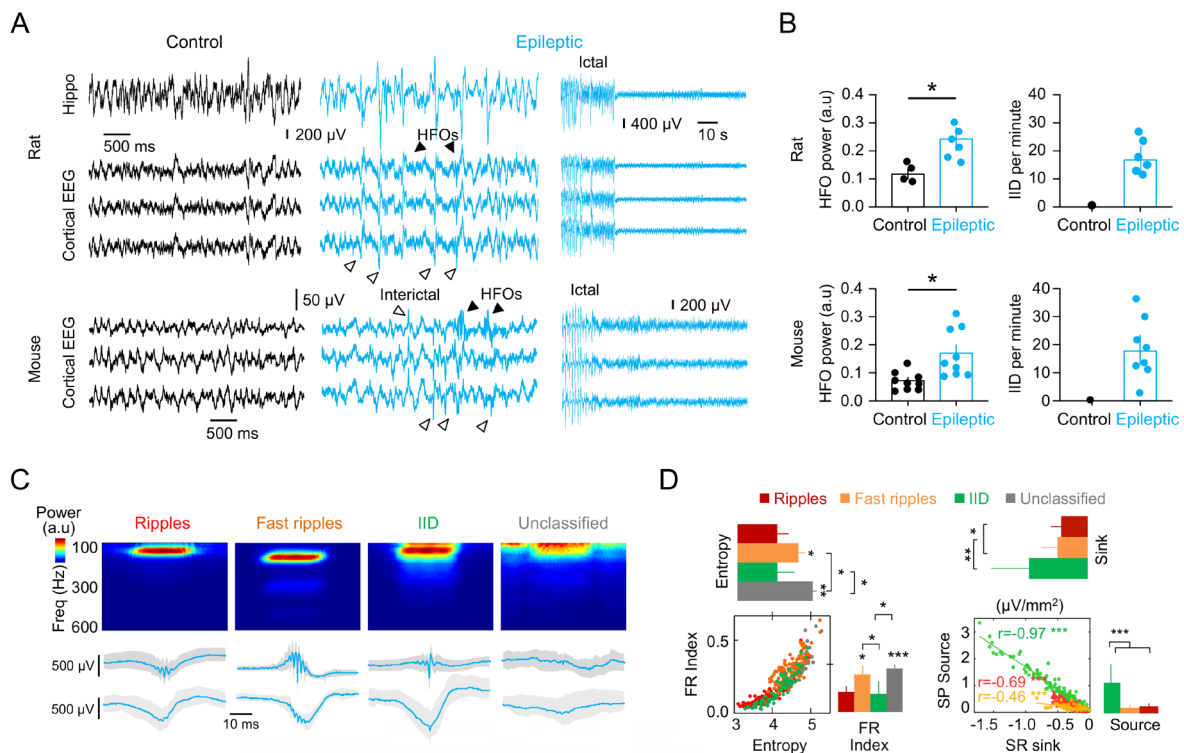 A
Control
Epileptic
Hippo
Ictal
500 ms
200 µV
HFOs
400 µV
10 s
Rat
Cortical EEG
50 µV
Interictal
HFOs
Ictal
200 µV
Mouse
Cortical EEG
500 ms
B
Rat
HFO power (a.u)
0.4
0.3
0.2
0.1
0.0
*
Control
Epileptic
IID per minute
40
30
20
10
0
Control
Epileptic
Mouse
HFO power (a.u)
0.4
0.3
0.2
0.1
0.0
*
Control
Epileptic
IID per minute
40
30
20
10
0
Control
Epileptic
C
Power
(a.u)
Ripples
Fast ripples
IID
Unclassified
Freq (Hz)
100
300
600
500 µV
500 µV
10 ms
D
Ripples
Fast ripples
IID
Unclassified
Entropy
*
**
*
*
*
**
Sink
(µV/mm²)
FR Index
0.5
0.0
3
4
5
Entropy
*
*
*
***
FR
Index
SP Source
3
2
1
0
r=-0.97 ***
r=-0.69 ***
r=-0.46 ***
-1.5
-1.0
-0.5
0
SR sink
***
Source